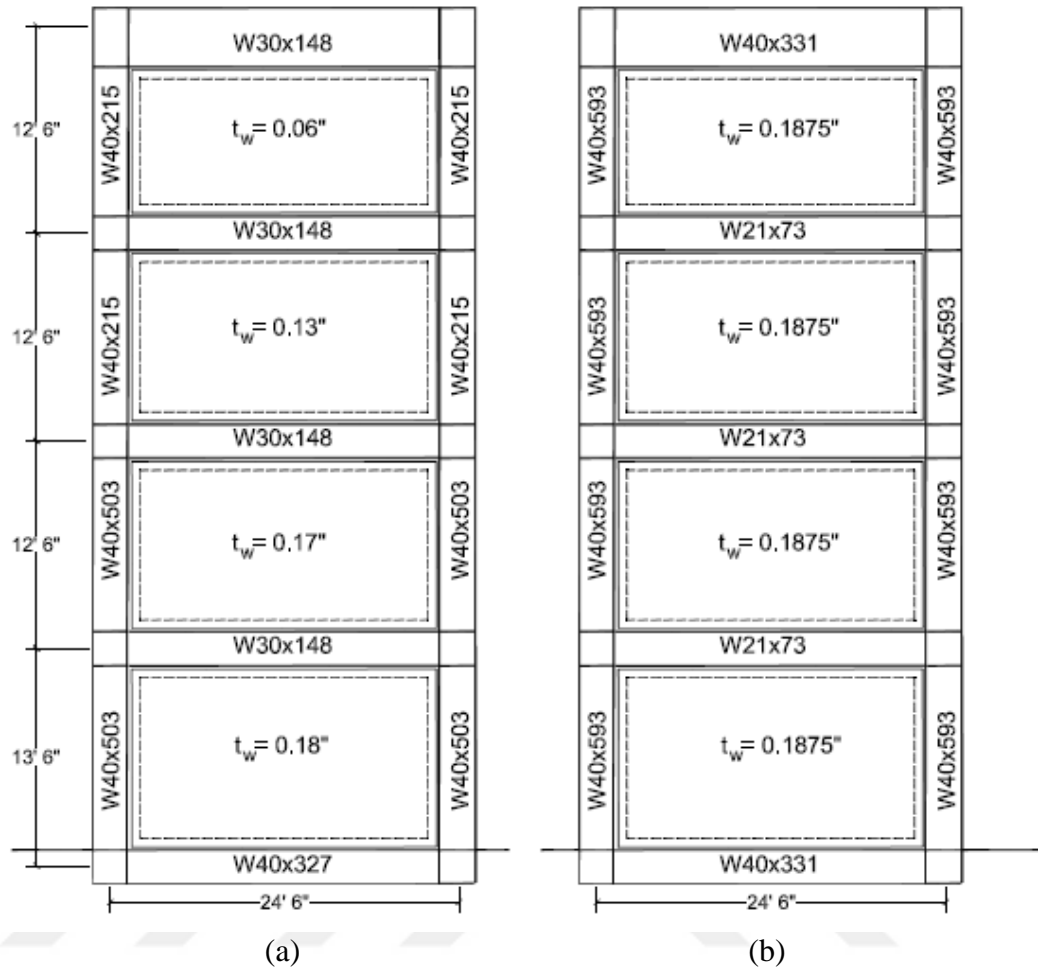 W30x148
W40x215
W40x215
12' 6"
t_w= 0.06"
W30x148
W40x215
W40x215
12' 6"
t_w= 0.13"
W30x148
W40x503
W40x503
12' 6"
t_w= 0.17"
W30x148
W40x503
W40x503
13' 6"
t_w= 0.18"
W40x327
24' 6"
(a)
W40x331
W40x593
W40x593
t_w= 0.1875"
W21x73
W40x593
W40x593
t_w= 0.1875"
W21x73
W40x593
W40x593
t_w= 0.1875"
W21x73
W40x593
W40x593
t_w= 0.1875"
W40x331
24' 6"
(b)